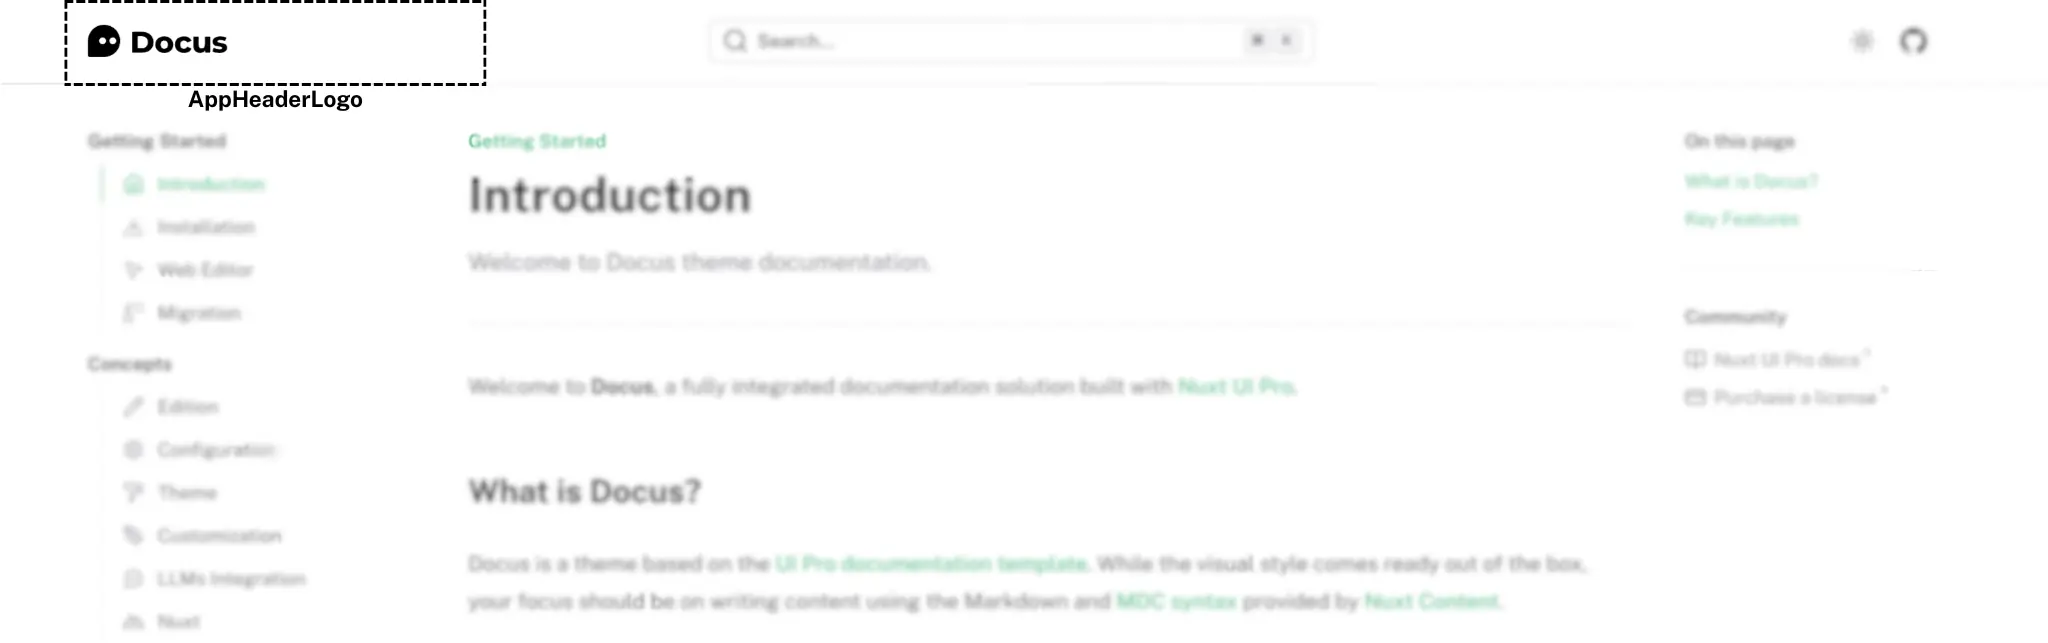 Docus
Search...
⌘ K
AppHeaderLogo
Getting Started
Introduction
Installation
Web Editor
Migration
Concepts
Edition
Configuration
Theme
Customization
LLMs Integration
Nuxt
Getting Started
Introduction
Welcome to Docus theme documentation.
Welcome to Docus, a fully integrated documentation solution built with Nuxt UI Pro.
What is Docus?
Docus is a theme based on the UI Pro documentation template. While the visual style comes ready out of the box,
your focus should be on writing content using the Markdown and MDC syntax provided by Nuxt Content.
On this page
What is Docus?
Key Features
Community
Nuxt UI Pro docs
Purchase a license